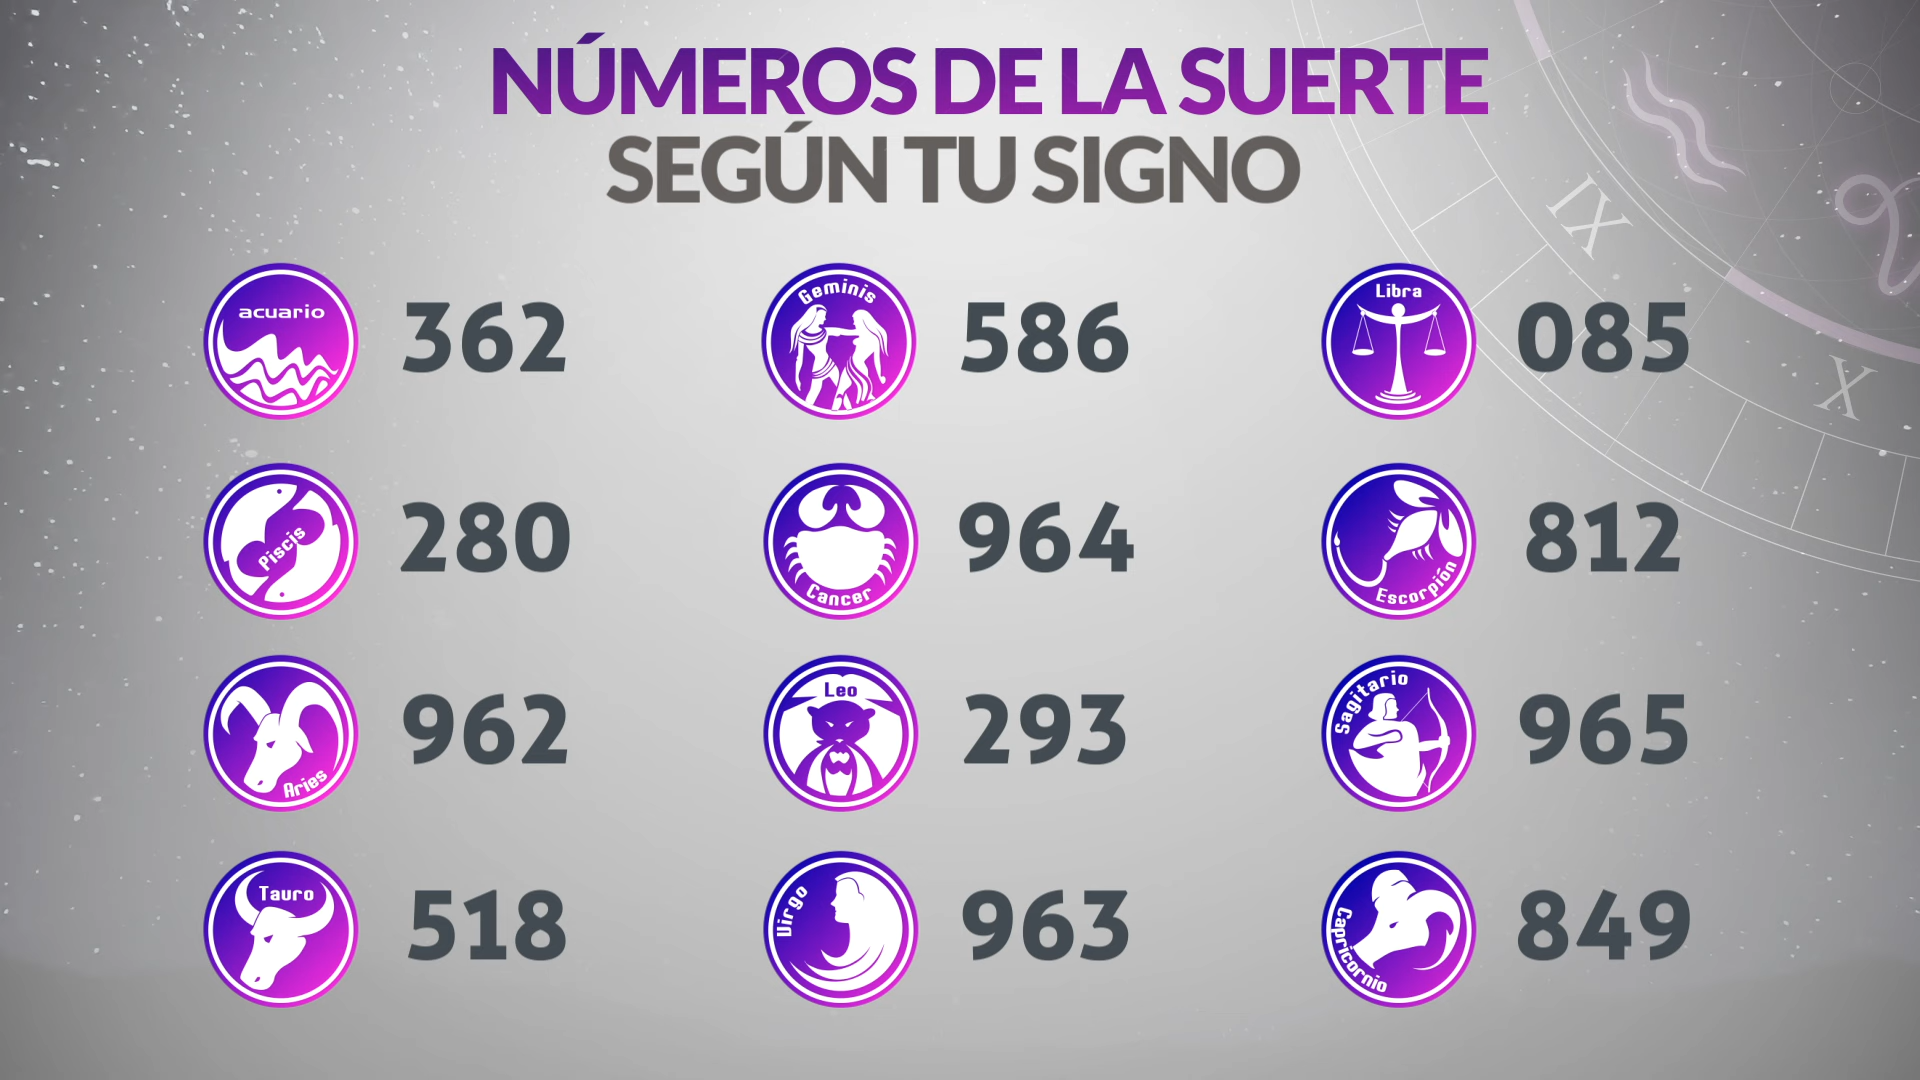 NÚMEROS DE LA SUERTE
SEGÚN TU SIGNO
IX
X
acuario 362
Geminis 586
Libra 085
Piscis 280
Cancer 964
Escorpión 812
Aries 962
Leo 293
Sagitario 965
Tauro 518
Virgo 963
Capricornio 849